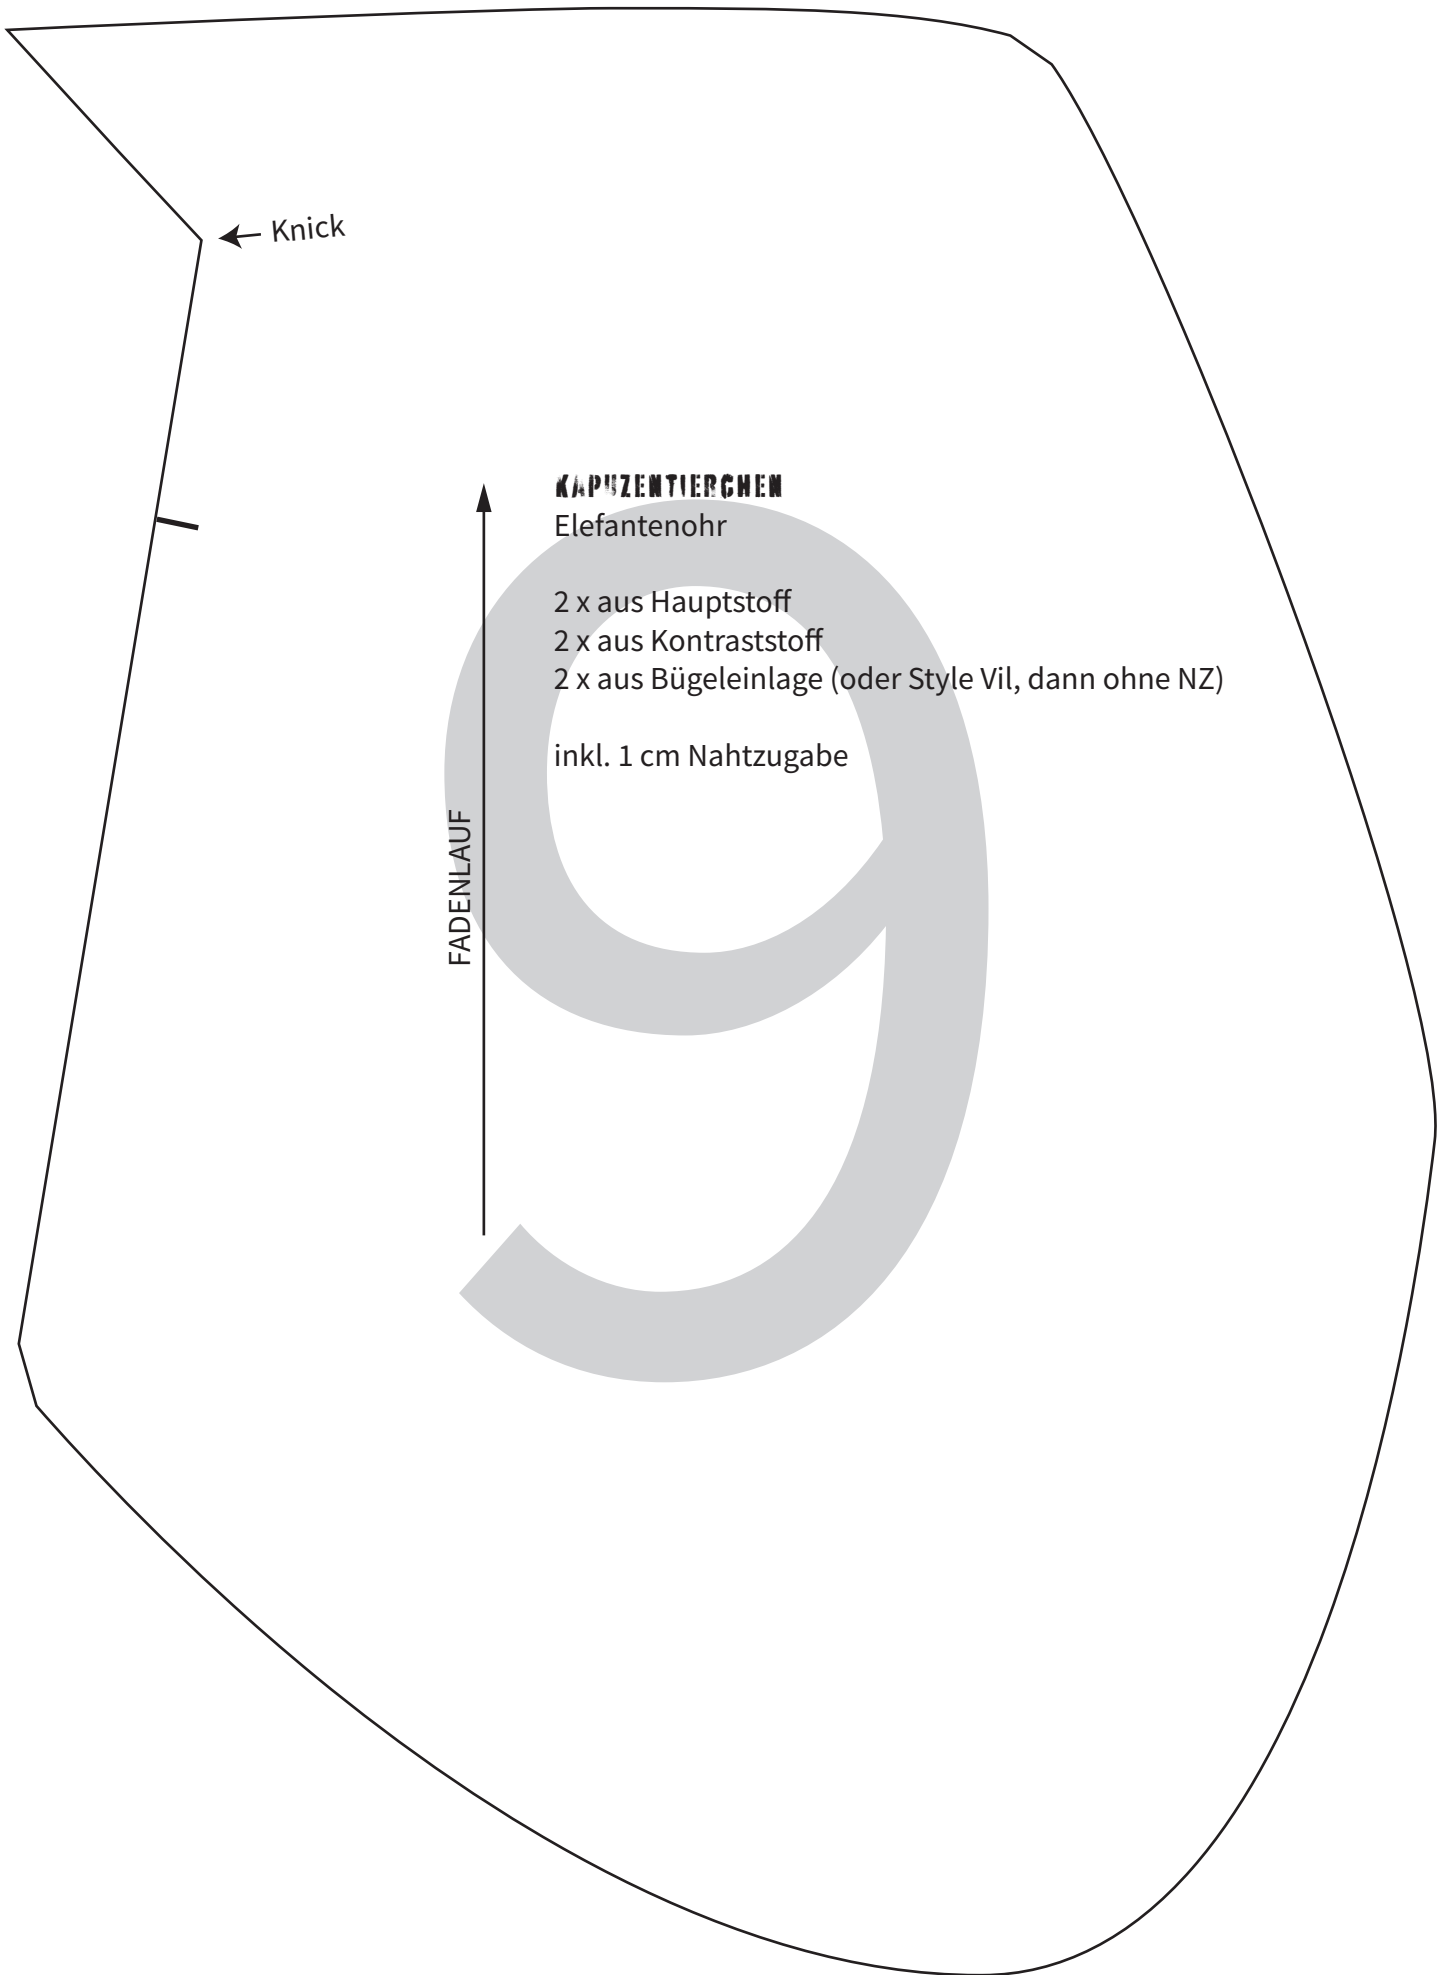 Knick
KAPUZENTIERCHEN
Elefantenohr
2 x aus Hauptstoff
2 x aus Kontraststoff
2 x aus Bügeleinlage (oder Style Vil, dann ohne NZ)
inkl. 1 cm Nahtzugabe
FADENLAUF
9